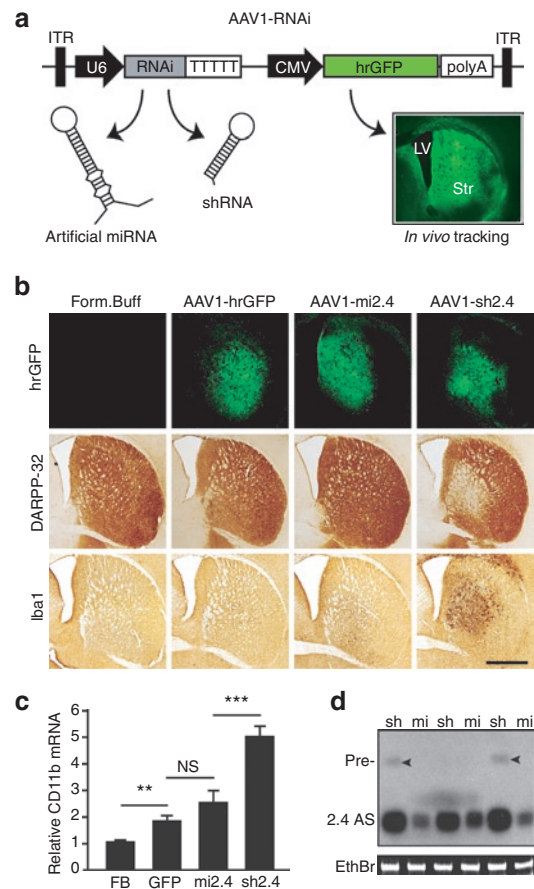 a
AAV1-RNAi
ITR
ITR
U6
RNAi
TTTTT
CMV
hrGFP
polyA
LV
Str
shRNA
Artificial miRNA
In vivo tracking
b
Form.Buff AAV1-hrGFP AAV1-mi2.4 AAV1-sh2.4
hrGFP
DARPP-32
Iba1
c
Relative CD11b mRNA
7
6
5
4
3
2
1
0
**
NS
***
FB GFP mi2.4 sh2.4
d
sh mi sh mi sh mi
Pre-
2.4 AS
EthBr